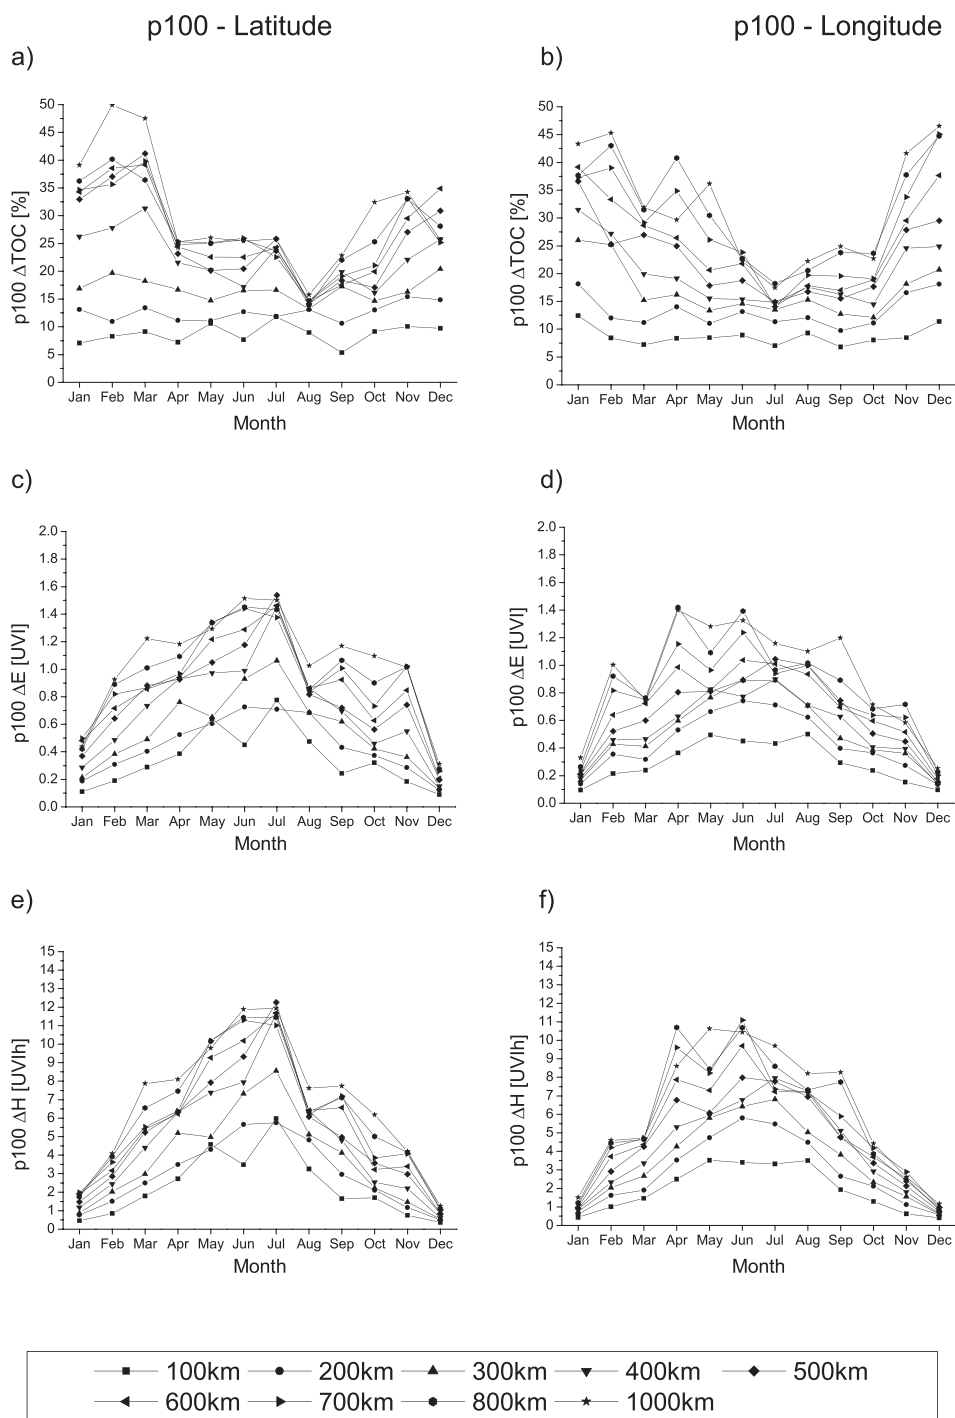 p100 - Latitude
p100 - Longitude
a)
b)
p100 ΔTOC [%]
50
45
40
35
30
25
20
15
10
5
0
Jan Feb Mar Apr May Jun Jul Aug Sep Oct Nov Dec
Month
p100 ΔTOC [%]
50
45
40
35
30
25
20
15
10
5
0
Jan Feb Mar Apr May Jun Jul Aug Sep Oct Nov Dec
Month
c)
d)
p100 ΔE [UVI]
2.0
1.8
1.6
1.4
1.2
1.0
0.8
0.6
0.4
0.2
0.0
Jan Feb Mar Apr May Jun Jul Aug Sep Oct Nov Dec
Month
p100 ΔE [UVI]
2.0
1.8
1.6
1.4
1.2
1.0
0.8
0.6
0.4
0.2
0.0
Jan Feb Mar Apr May Jun Jul Aug Sep Oct Nov Dec
Month
e)
f)
p100 ΔH [UVIh]
15
14
13
12
11
10
9
8
7
6
5
4
3
2
1
0
Jan Feb Mar Apr May Jun Jul Aug Sep Oct Nov Dec
Month
p100 ΔH [UVIh]
15
14
13
12
11
10
9
8
7
6
5
4
3
2
1
0
Jan Feb Mar Apr May Jun Jul Aug Sep Oct Nov Dec
Month
100km 200km 300km 400km 500km
600km 700km 800km 1000km